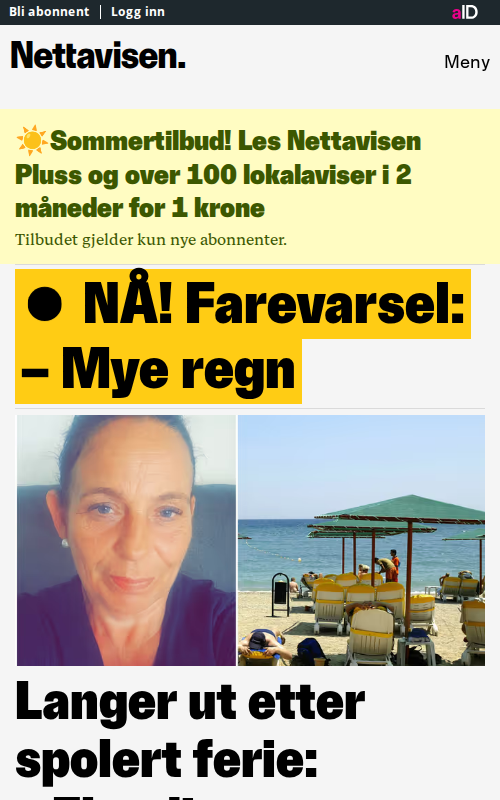 Bli abonnent | Logg inn
aID
Nettavisen.
Meny
☀️Sommertilbud! Les Nettavisen
Pluss og over 100 lokalaviser i 2
måneder for 1 krone
Tilbudet gjelder kun nye abonnenter.
● NÅ! Farevarsel:
– Mye regn
Langer ut etter
spolert ferie: